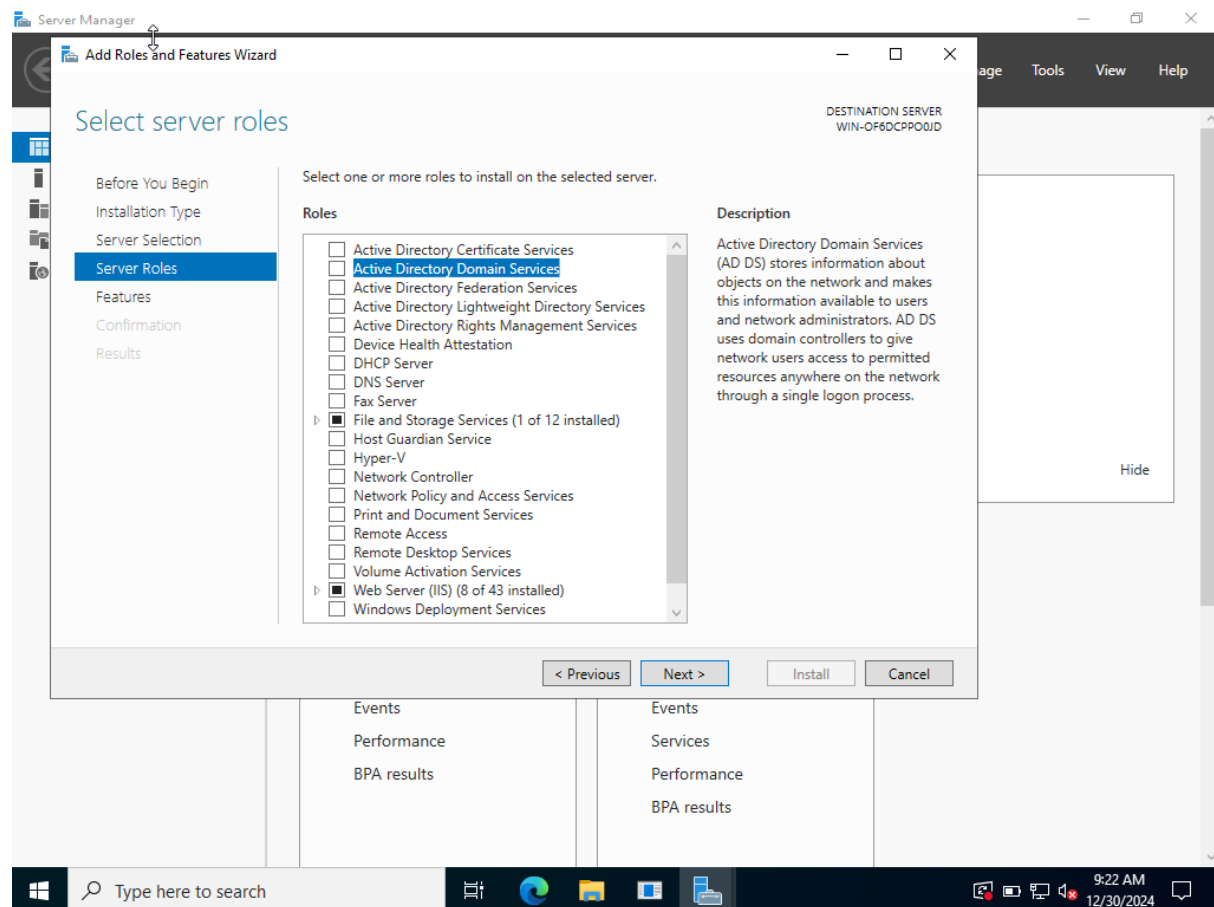 Server Manager
Add Roles and Features Wizard
age Tools View Help
Select server roles
DESTINATION SERVER
WIN-OF6DCPPO0JD
Before You Begin
Installation Type
Server Selection
Server Roles
Features
Confirmation
Results
Select one or more roles to install on the selected server.
Roles
Active Directory Certificate Services
Active Directory Domain Services
Active Directory Federation Services
Active Directory Lightweight Directory Services
Active Directory Rights Management Services
Device Health Attestation
DHCP Server
DNS Server
Fax Server
File and Storage Services (1 of 12 installed)
Host Guardian Service
Hyper-V
Network Controller
Network Policy and Access Services
Print and Document Services
Remote Access
Remote Desktop Services
Volume Activation Services
Web Server (IIS) (8 of 43 installed)
Windows Deployment Services
Description
Active Directory Domain Services
(AD DS) stores information about
objects on the network and makes
this information available to users
and network administrators. AD DS
uses domain controllers to give
network users access to permitted
resources anywhere on the network
through a single logon process.
Hide
< Previous
Next >
Install
Cancel
Events
Performance
BPA results
Events
Services
Performance
BPA results
Type here to search
9:22 AM
12/30/2024